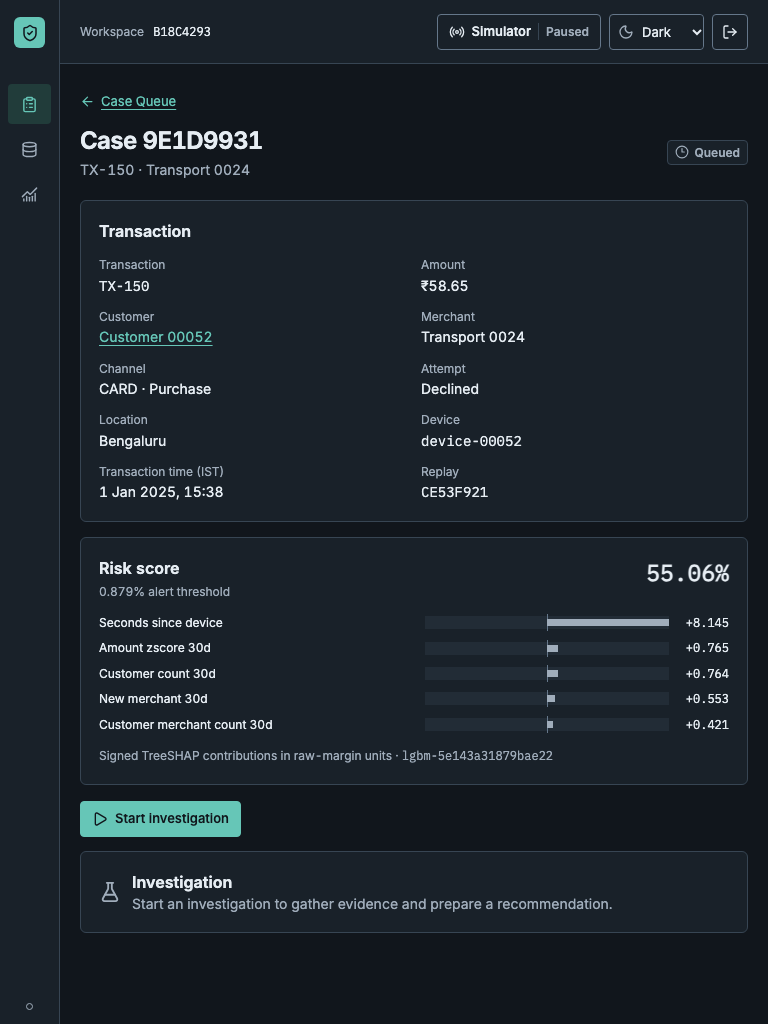 Workspace B18C4293
Simulator Paused
Dark
← Case Queue
Case 9E1D9931
TX-150 · Transport 0024
Queued
Transaction
Transaction
TX-150
Amount
₹58.65
Customer
Customer 00052
Merchant
Transport 0024
Channel
CARD · Purchase
Attempt
Declined
Location
Bengaluru
Device
device-00052
Transaction time (IST)
1 Jan 2025, 15:38
Replay
CE53F921
Risk score
55.06%
0.879% alert threshold
Seconds since device +8.145
Amount zscore 30d +0.765
Customer count 30d +0.764
New merchant 30d +0.553
Customer merchant count 30d +0.421
Signed TreeSHAP contributions in raw-margin units · lgbm-5e143a31879bae22
Start investigation
Investigation
Start an investigation to gather evidence and prepare a recommendation.